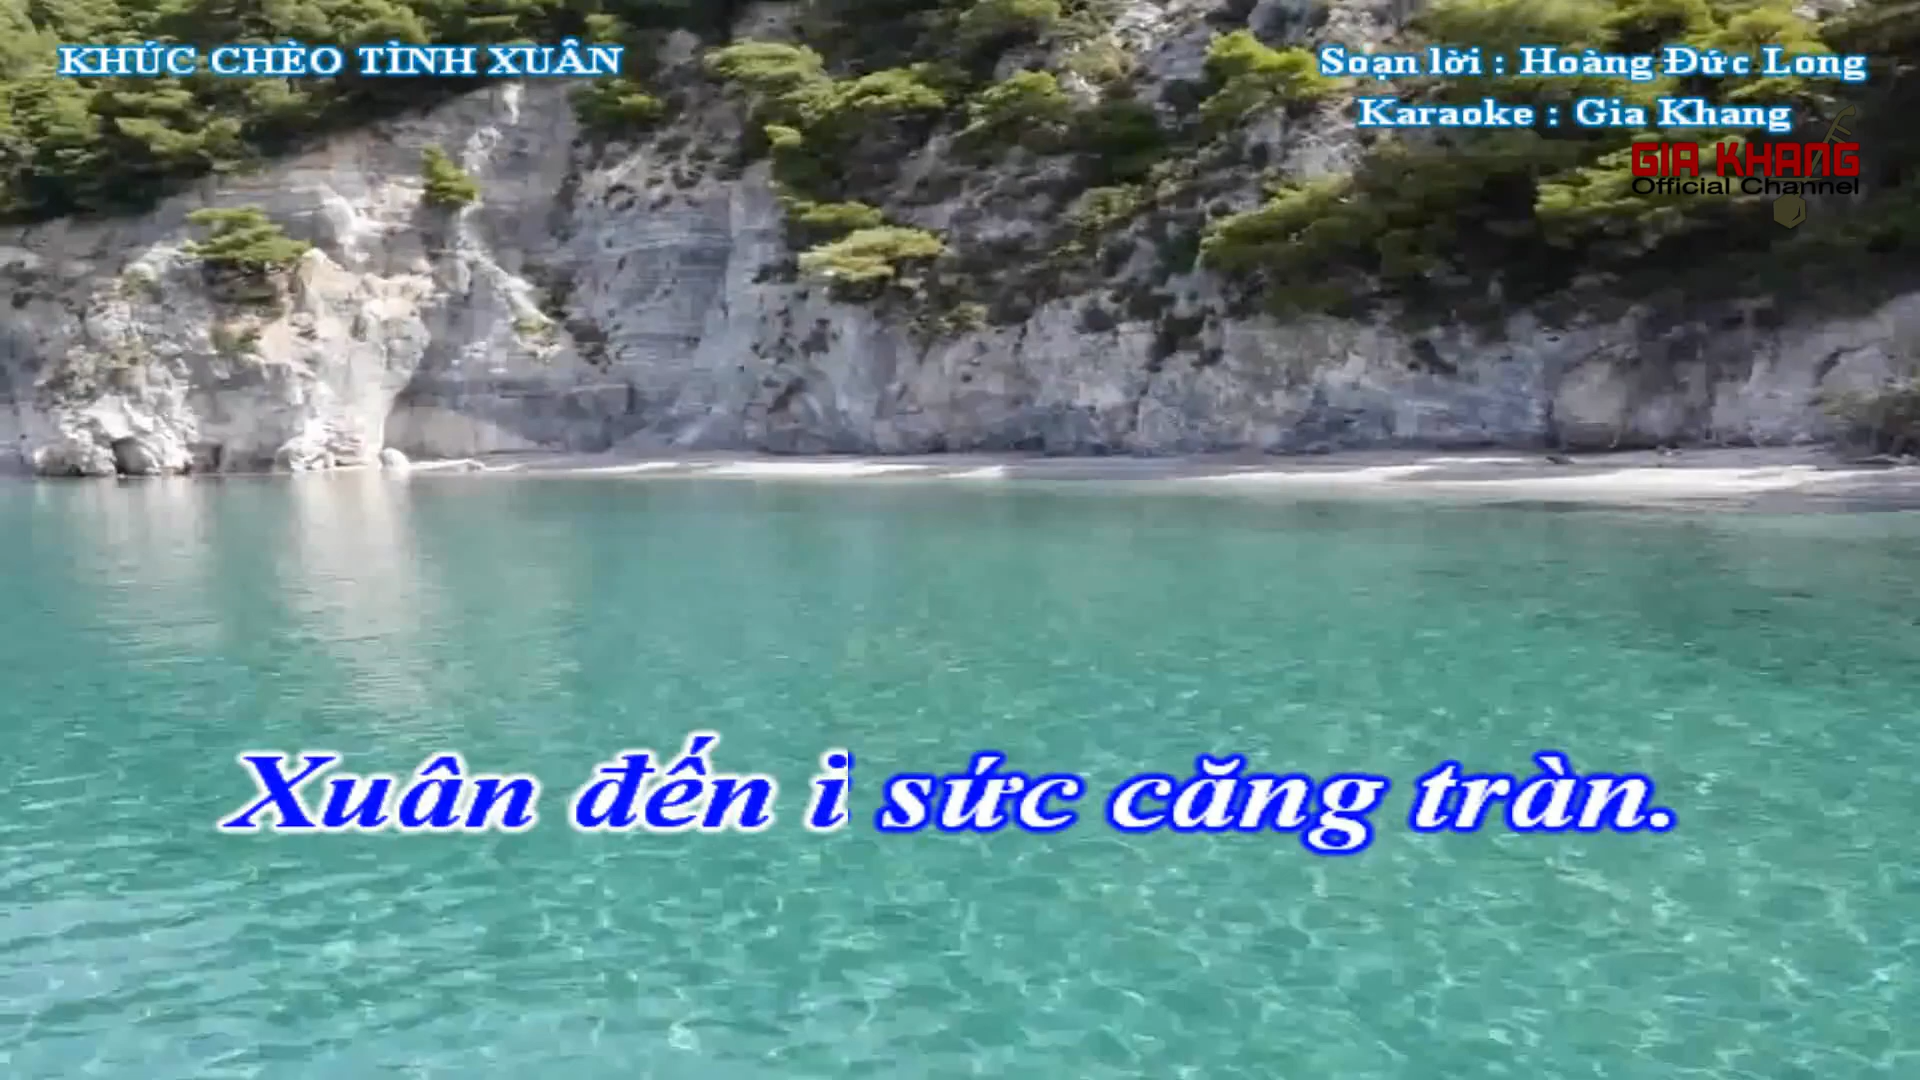 KHÚC CHÈO TÌNH XUÂN
Soạn lời : Hoàng Đức Long
Karaoke : Gia Khang
GIA KHANG
Official Channel
Xuân đến i sức căng tràn.